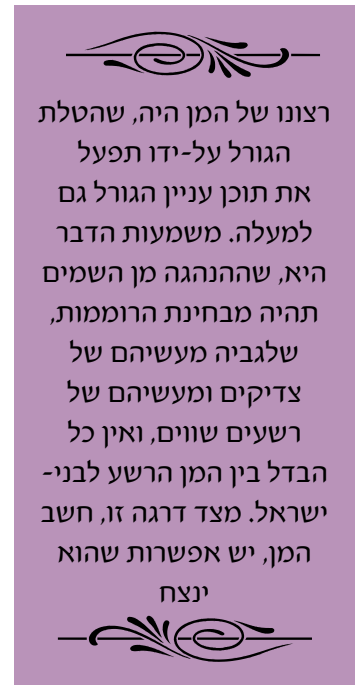 רצונו של המן היה, שהטלת
הגורל על-ידו תפעל
את תוכן עניין הגורל גם
למעלה. משמעות הדבר
היא, שההנהגה מן השמים
תהיה מבחינת הרוממות,
שלגביה מעשיהם של
צדיקים ומעשיהם של
רשעים שווים, ואין כל
הבדל בין המן הרשע לבני-
ישראל. מצד דרגה זו, חשב
המן, יש אפשרות שהוא
ינצח